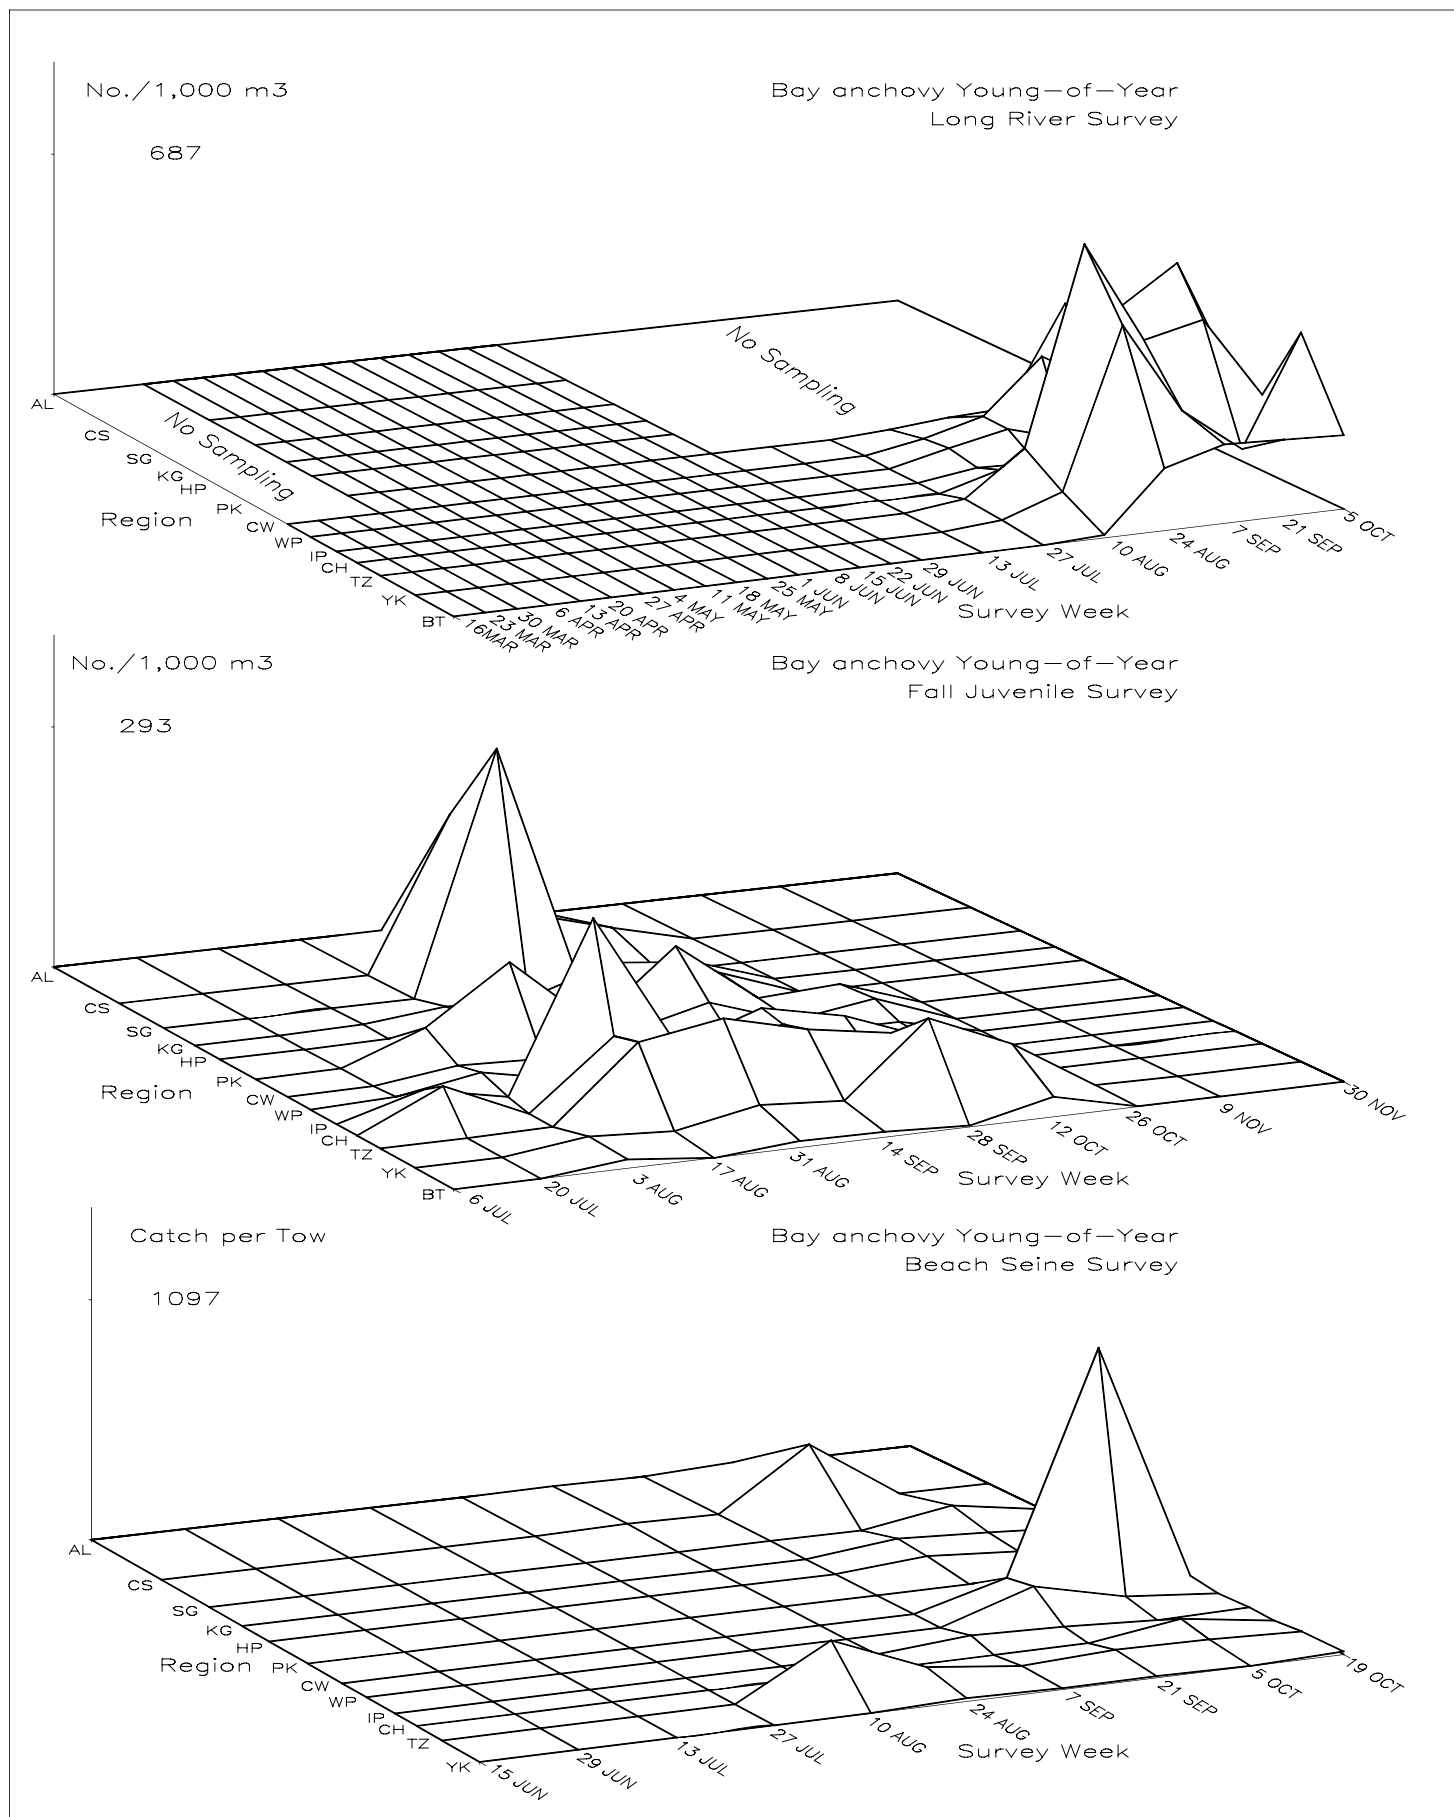 No./1,000 m3
Bay anchovy Young-of-Year
Long River Survey
687
No Sampling
AL
CS
SG
KG
HP
PK
CW
WP
IP
CH
TZ
YK
BT
No Sampling
Region
16MAR
23 MAR
30 MAR
6 APR
13 APR
20 APR
27 APR
4 MAY
11 MAY
18 MAY
25 MAY
1 JUN
8 JUN
15 JUN
22 JUN
29 JUN
13 JUL
27 JUL
10 AUG
24 AUG
7 SEP
21 SEP
5 OCT
Survey Week
No./1,000 m3
Bay anchovy Young-of-Year
Fall Juvenile Survey
293
AL
CS
SG
KG
HP
PK
CW
WP
IP
CH
TZ
YK
BT
Region
6 JUL
20 JUL
3 AUG
17 AUG
31 AUG
14 SEP
28 SEP
12 OCT
26 OCT
9 NOV
30 NOV
Survey Week
Catch per Tow
Bay anchovy Young-of-Year
Beach Seine Survey
1097
AL
CS
SG
KG
HP
PK
CW
WP
IP
CH
TZ
YK
Region
15 JUN
29 JUN
13 JUL
27 JUL
10 AUG
24 AUG
7 SEP
21 SEP
5 OCT
19 OCT
Survey Week